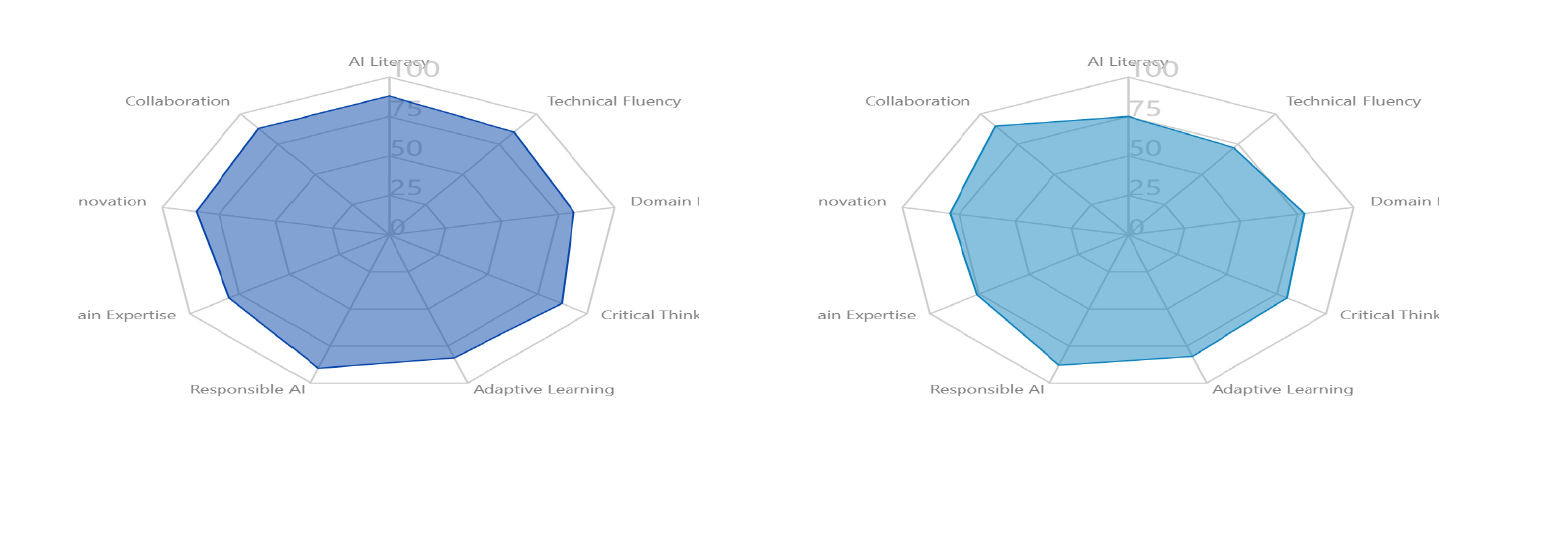 AI Literacy
100
Collaboration
Technical Fluency
75
50
25
novation
Domain
0
ain Expertise
Critical Think
Responsible AI
Adaptive Learning
AI Literacy
100
Collaboration
Technical Fluency
75
50
25
novation
Domain
0
ain Expertise
Critical Think
Responsible AI
Adaptive Learning